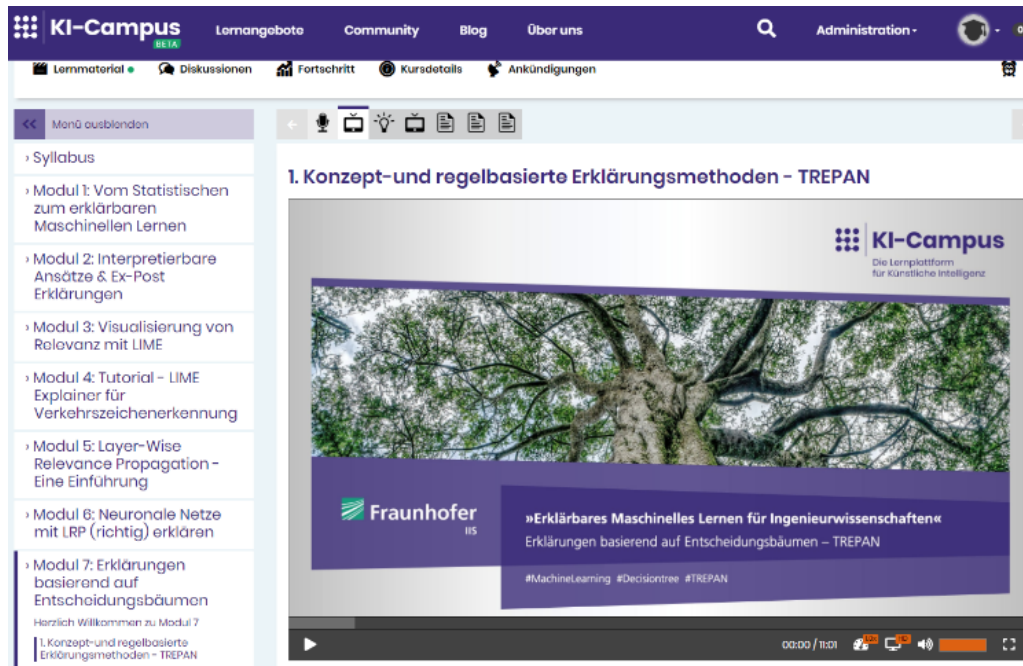 KI-Campus
BETA
Lernangebote Community Blog Über uns Administration
Lernmaterial Diskussionen Fortschritt Kursdetails Ankündigungen
Menü ausblenden
1. Konzept-und regelbasierte Erklärungsmethoden - TREPAN
› Syllabus
› Modul 1: Vom Statistischen
zum erklärbaren
Maschinellen Lernen
› Modul 2: Interpretierbare
Ansätze & Ex-Post
Erklärungen
› Modul 3: Visualisierung von
Relevanz mit LIME
› Modul 4: Tutorial - LIME
Explainer für
Verkehrszeichenerkennung
› Modul 5: Layer-Wise
Relevance Propagation -
Eine Einführung
› Modul 6: Neuronale Netze
mit LRP (richtig) erklären
› Modul 7: Erklärungen
basierend auf
Entscheidungsbäumen
Herzlich Willkommen zu Modul 7
1. Konzept-und regelbasierte
Erklärungsmethoden - TREPAN
KI-Campus
Die Lernplattform
für Künstliche Intelligenz
Fraunhofer
IIS
»Erklärbares Maschinelles Lernen für Ingenieurwissenschaften«
Erklärungen basierend auf Entscheidungsbäumen – TREPAN
#MachineLearning #Decisiontree #TREPAN
00:00 / 11:01 HD